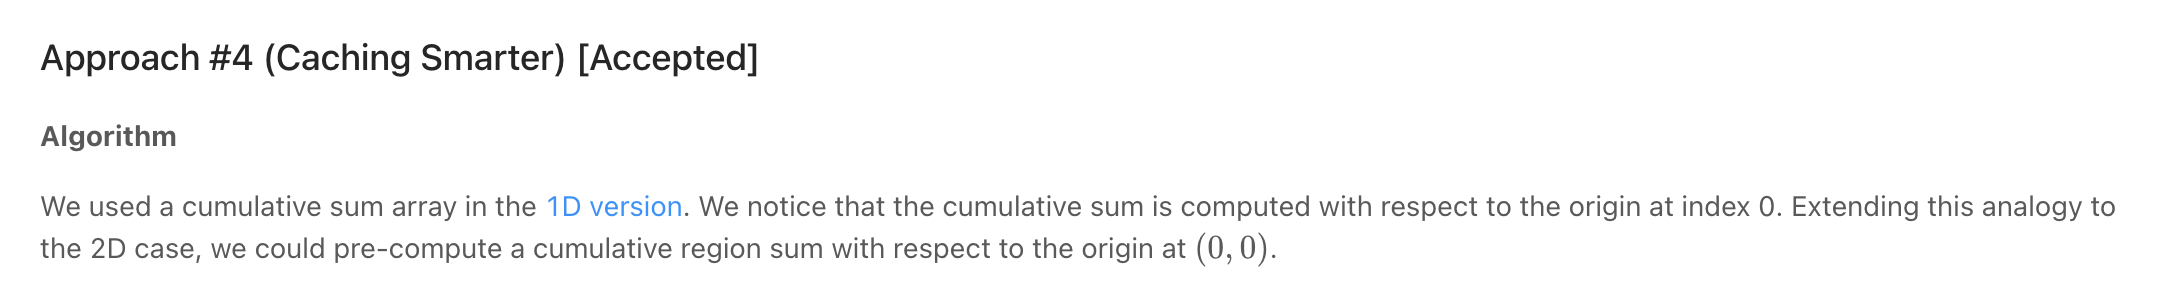 Approach #4 (Caching Smarter) [Accepted]
Algorithm
We used a cumulative sum array in the 1D version. We notice that the cumulative sum is computed with respect to the origin at index 0. Extending this analogy to
the 2D case, we could pre-compute a cumulative region sum with respect to the origin at (0, 0).